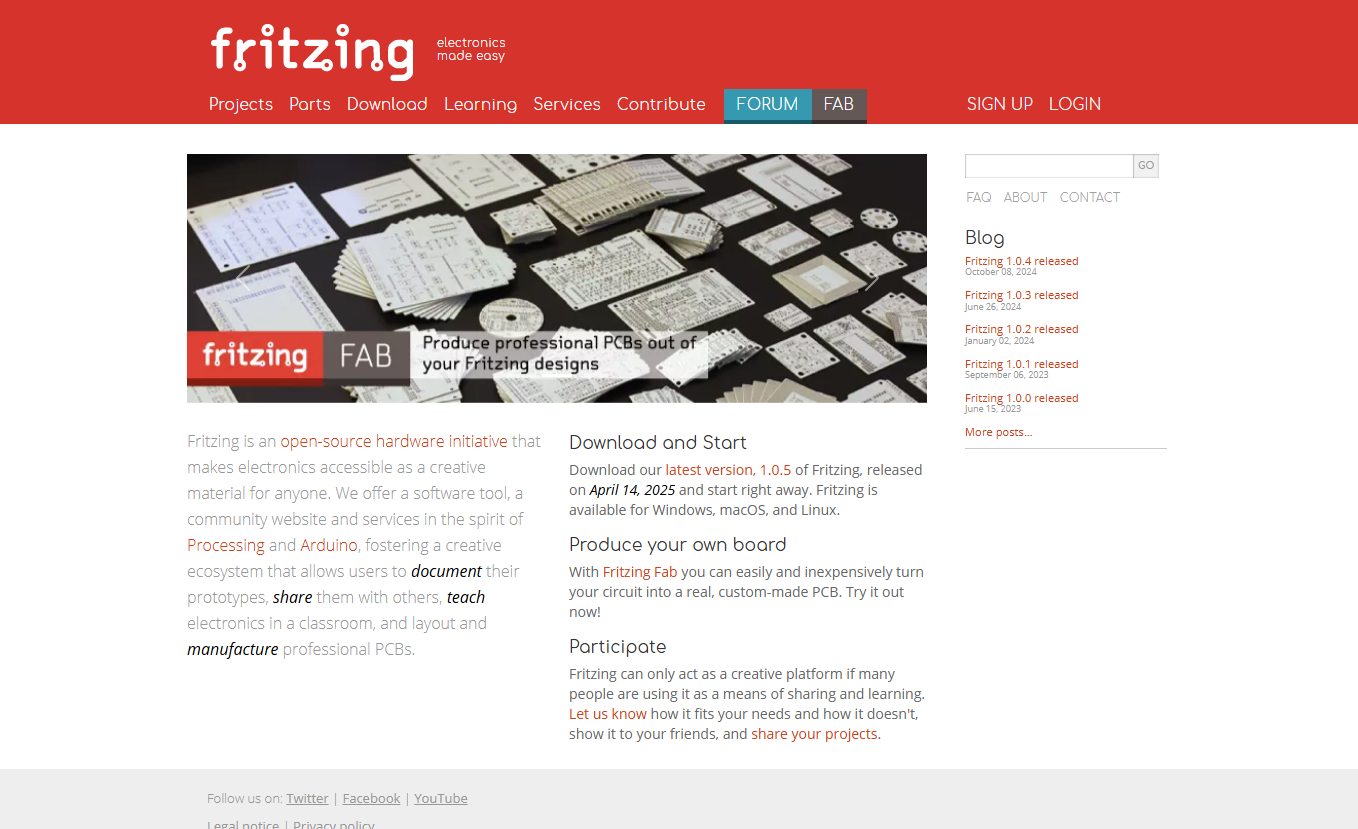 fritzing
electronics
made easy
Projects Parts Download Learning Services Contribute FORUM FAB SIGN UP LOGIN
fritzing FAB
Produce professional PCBs out of
your Fritzing designs
GO
FAQ ABOUT CONTACT
Blog
Fritzing 1.0.4 released
October 08, 2024
Fritzing 1.0.3 released
June 26, 2024
Fritzing 1.0.2 released
January 02, 2024
Fritzing 1.0.1 released
September 06, 2023
Fritzing 1.0.0 released
June 15, 2023
More posts...
Fritzing is an open-source hardware initiative that
makes electronics accessible as a creative
material for anyone. We offer a software tool, a
community website and services in the spirit of
Processing and Arduino, fostering a creative
ecosystem that allows users to document their
prototypes, share them with others, teach
electronics in a classroom, and layout and
manufacture professional PCBs.
Download and Start
Download our latest version, 1.0.5 of Fritzing, released
on April 14, 2025 and start right away. Fritzing is
available for Windows, macOS, and Linux.
Produce your own board
With Fritzing Fab you can easily and inexpensively turn
your circuit into a real, custom-made PCB. Try it out
now!
Participate
Fritzing can only act as a creative platform if many
people are using it as a means of sharing and learning.
Let us know how it fits your needs and how it doesn't,
show it to your friends, and share your projects.
Follow us on: Twitter | Facebook | YouTube
Legal notice | Privacy policy